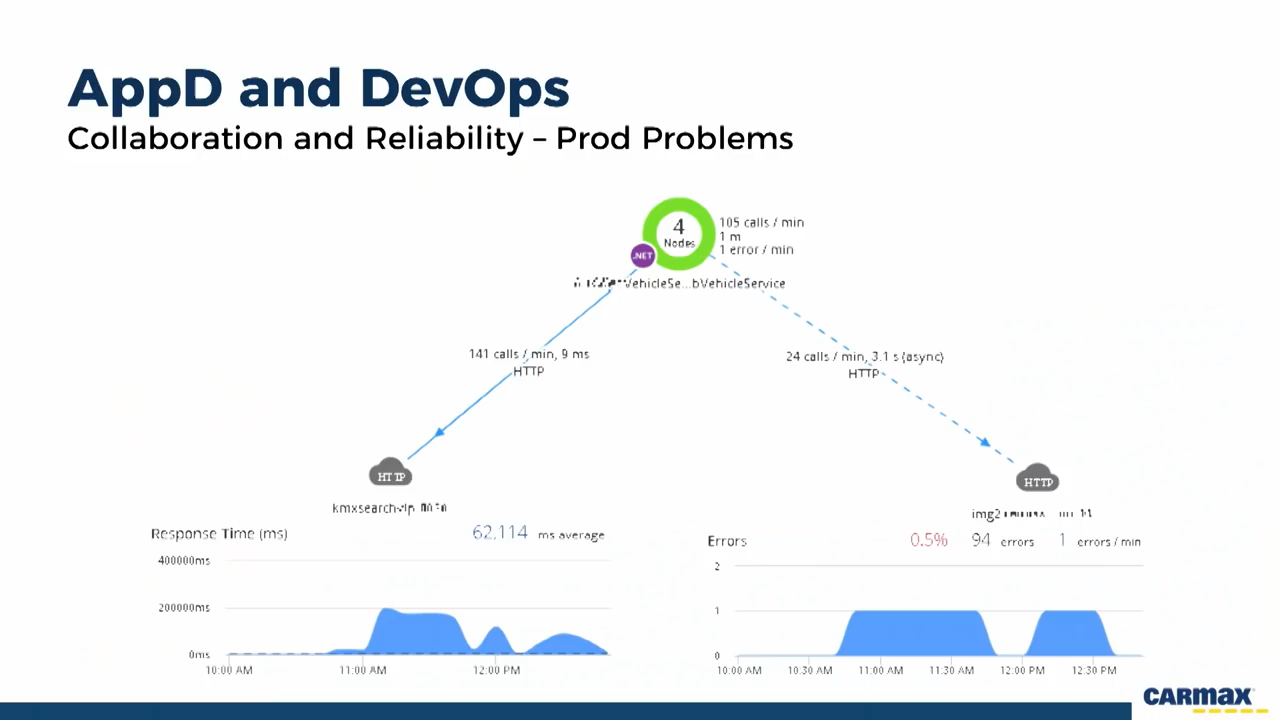 AppD and DevOps
Collaboration and Reliability – Prod Problems
4
Nodes
.NET
105 calls / min
1 m
1 error / min
VehicleSe...bVehicleService
141 calls / min, 9 ms
HTTP
24 calls / min, 3.1 s (async)
HTTP
HTTP
HTTP
kmxsearch-vip
img2
Response Time (ms)
62,114 ms average
400000ms
200000ms
0ms
10:00 AM 11:00 AM 12:00 PM
Errors
0.5% 94 errors 1 errors / min
2
1
0
10:00 AM 10:30 AM 11:00 AM 11:30 AM 12:00 PM 12:30 PM
CARMAX